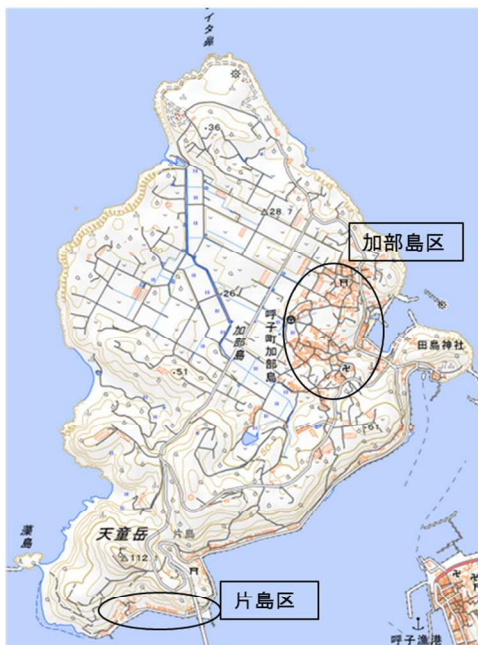 イタ鼻
・36
△28.7
加部島区
呼子町加部島
・26
加部島
田島神社
・51
・61
藻島
天童岳
片島
△112
片島区
呼子漁港